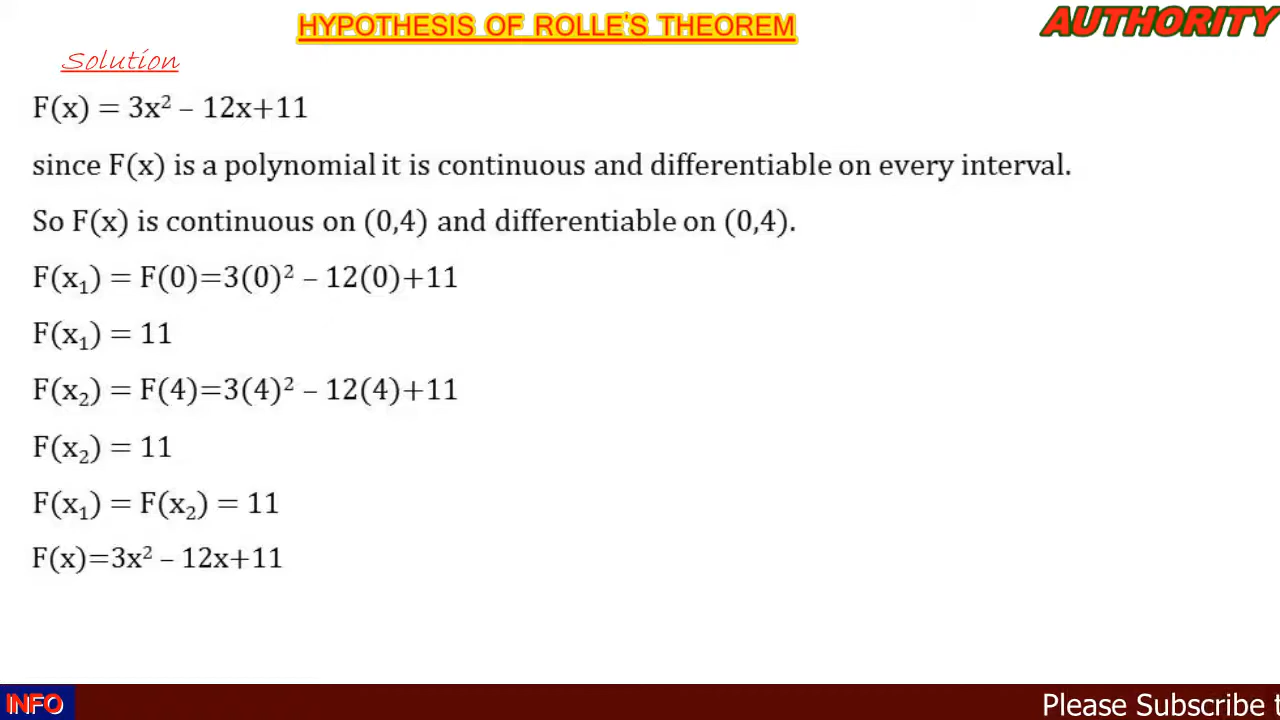 HYPOTHESIS OF ROLLE'S THEOREM
AUTHORITY
Solution
F(x) = 3x² – 12x+11
since F(x) is a polynomial it is continuous and differentiable on every interval.
So F(x) is continuous on (0,4) and differentiable on (0,4).
F(x₁) = F(0)=3(0)² – 12(0)+11
F(x₁) = 11
F(x₂) = F(4)=3(4)² – 12(4)+11
F(x₂) = 11
F(x₁) = F(x₂) = 11
F(x)=3x² – 12x+11
INFO
Please Subscribe t